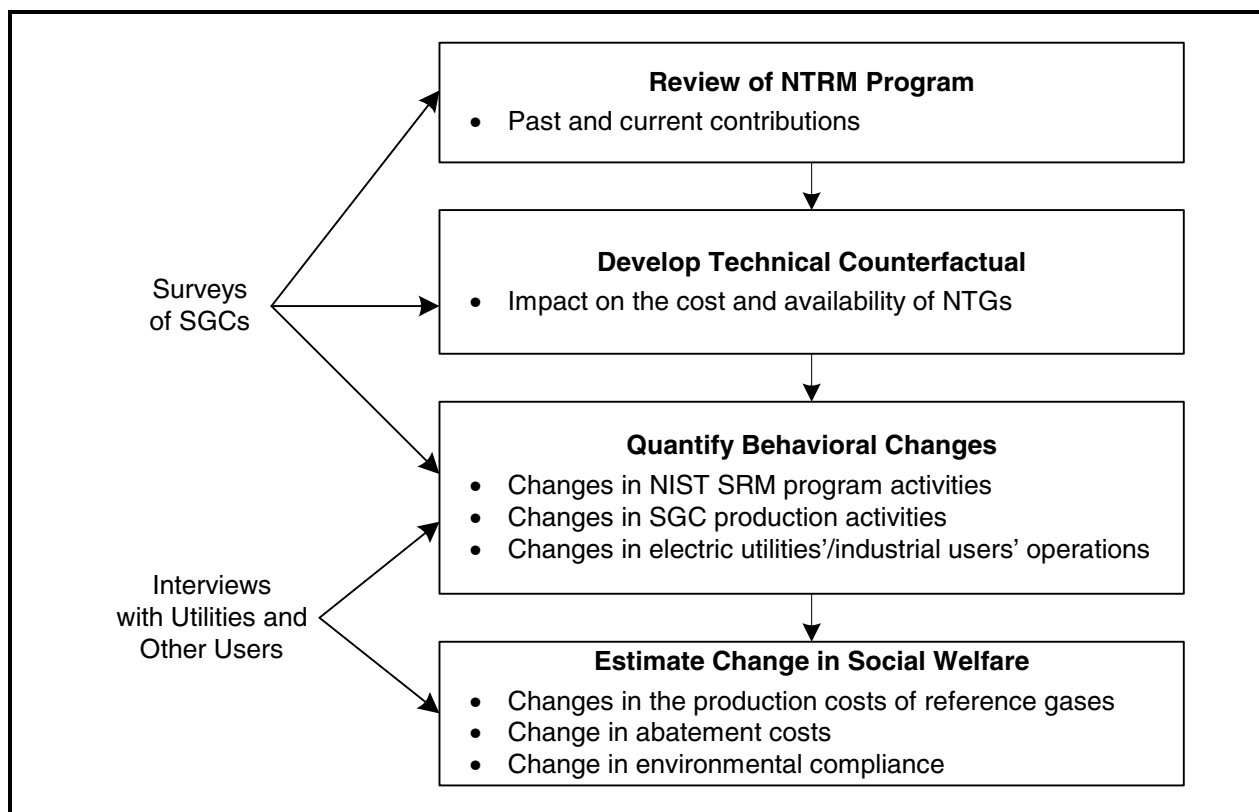 Review of NTRM Program
• Past and current contributions
Develop Technical Counterfactual
• Impact on the cost and availability of NTGs
Surveys
of SGCs
Quantify Behavioral Changes
• Changes in NIST SRM program activities
• Changes in SGC production activities
• Changes in electric utilities’/industrial users’ operations
Interviews
with Utilities and
Other Users
Estimate Change in Social Welfare
• Changes in the production costs of reference gases
• Change in abatement costs
• Change in environmental compliance